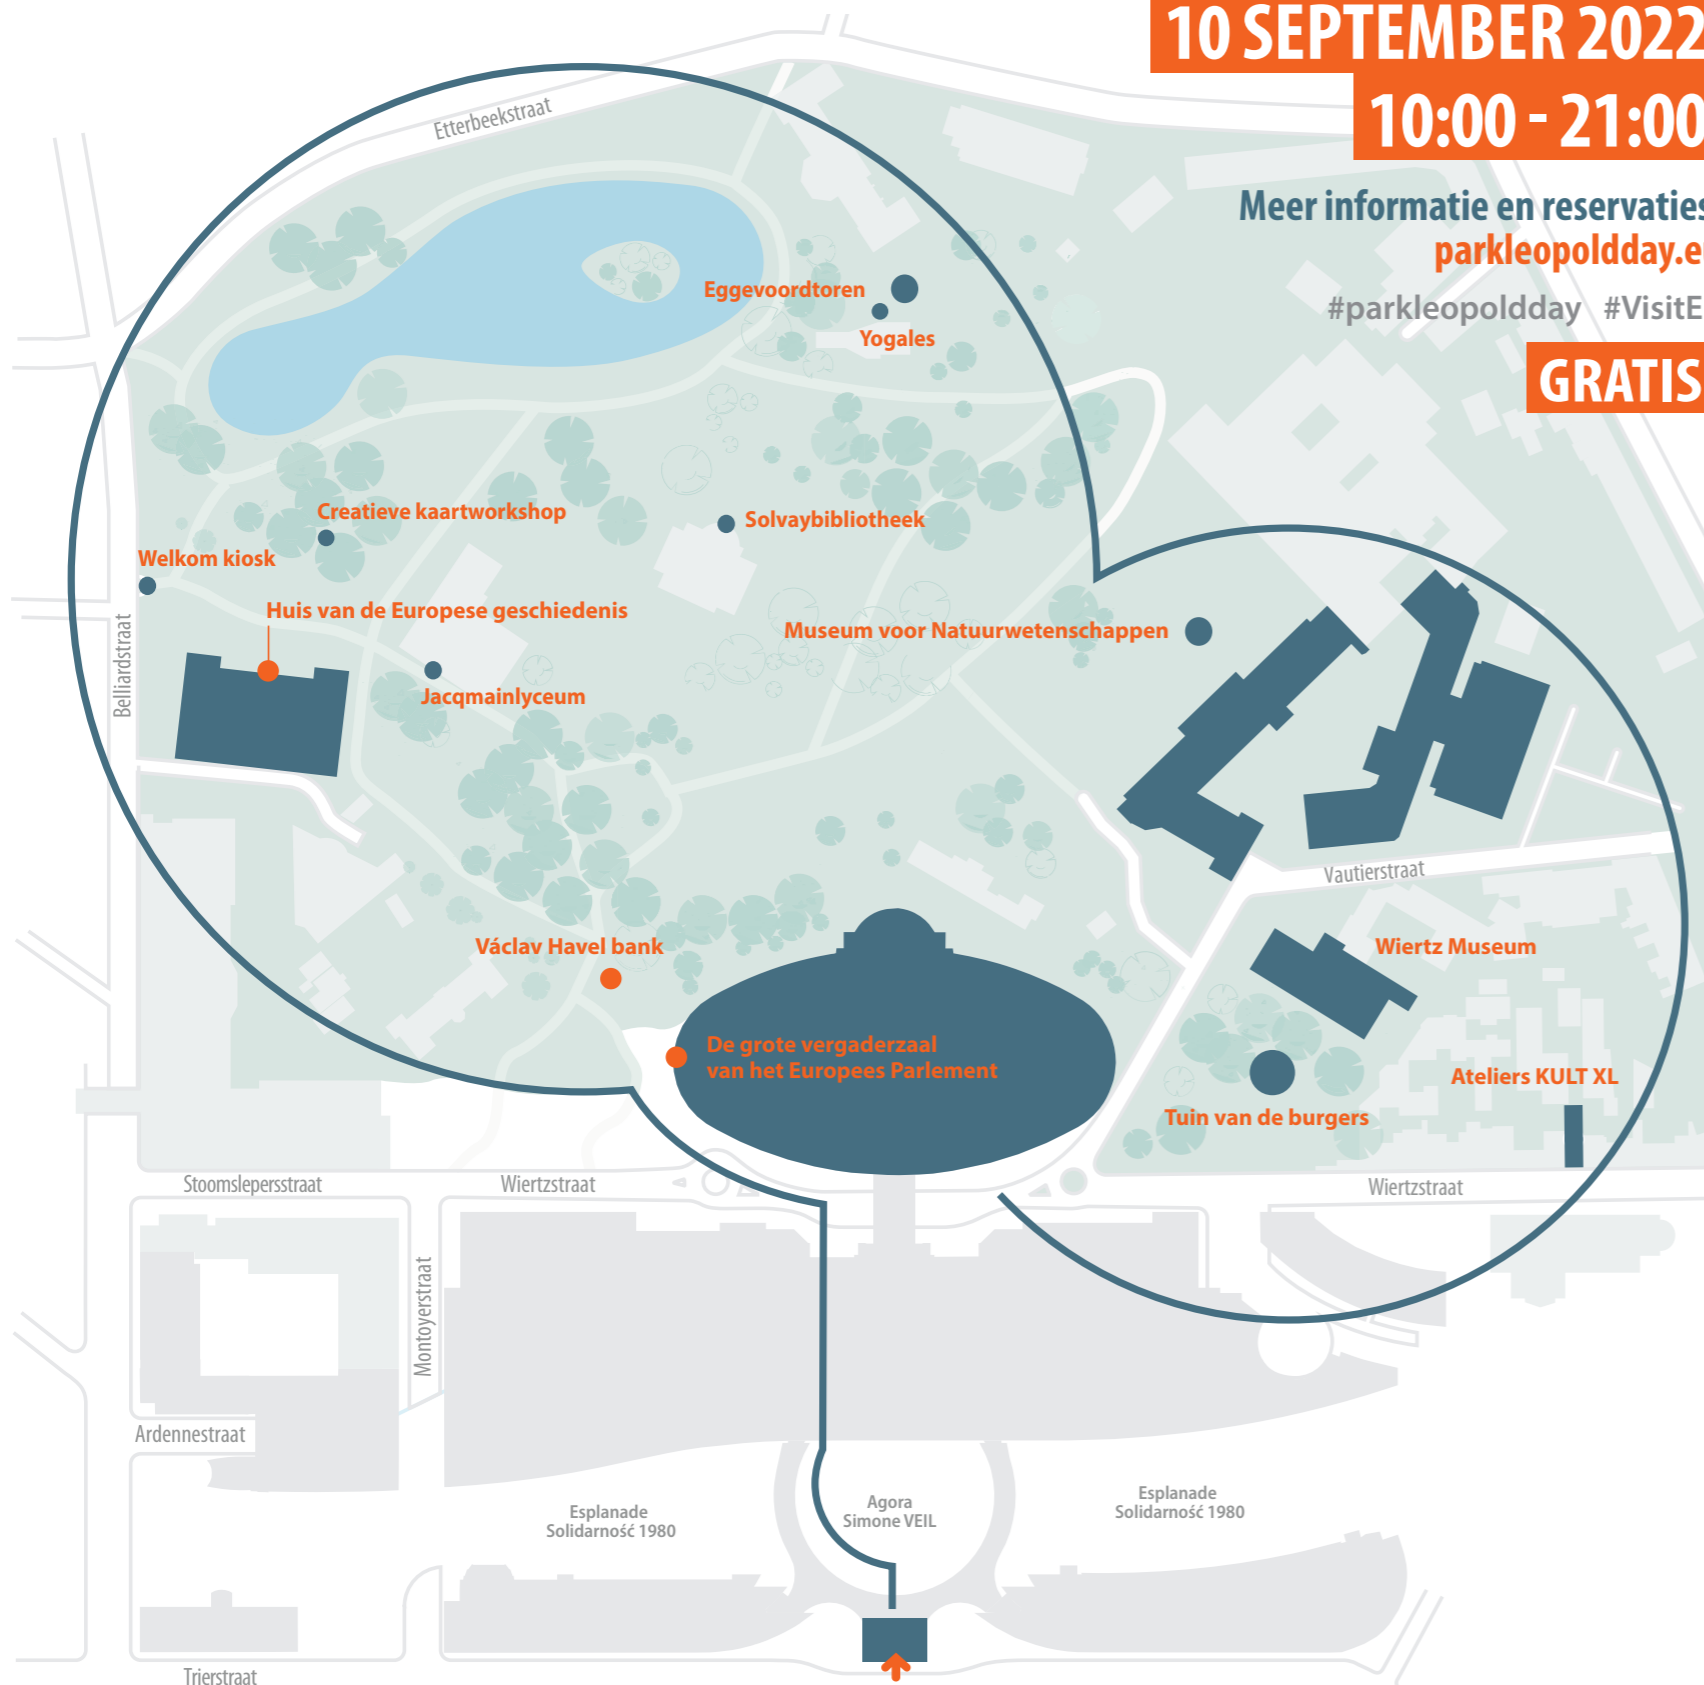 10 SEPTEMBER 2022
10:00 - 21:00
Meer informatie en reservaties
parkleopoldday.e
#parkleopoldday #VisitE
GRATIS
Etterbeekstraat
Eggevoordtoren
Yogales
Creatieve kaartworkshop
Solvaybibliotheek
Welkom kiosk
Huis van de Europese geschiedenis
Museum voor Natuurwetenschappen
Belliardstraat
Jacqmainlyceum
Vautierstraat
Václav Havel bank
Wiertz Museum
De grote vergaderzaal
van het Europees Parlement
Ateliers KULT XL
Tuin van de burgers
Stoomslepersstraat
Wiertzstraat
Wiertzstraat
Montoyerstraat
Ardennestraat
Esplanade
Solidarność 1980
Agora
Simone VEIL
Esplanade
Solidarność 1980
Trierstraat